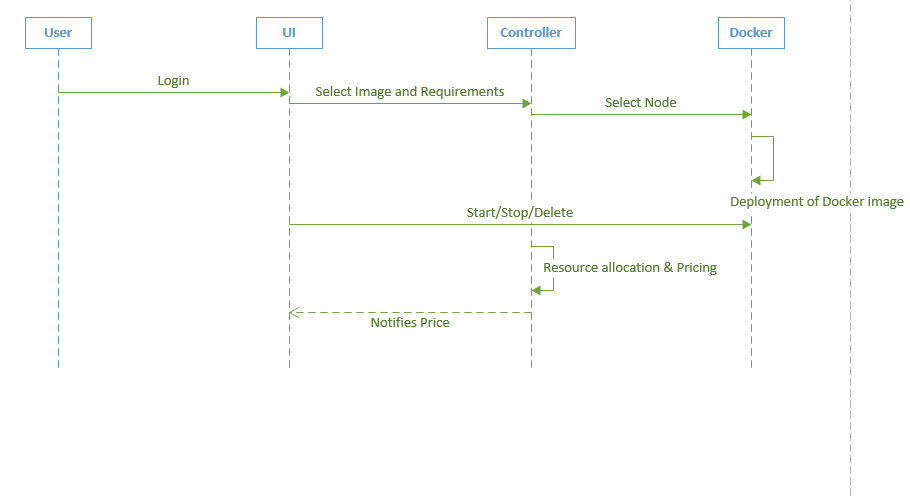 User
UI
Controller
Docker
Login
Select Image and Requirements
Select Node
Deployment of Docker image
Start/Stop/Delete
Resource allocation & Pricing
Notifies Price